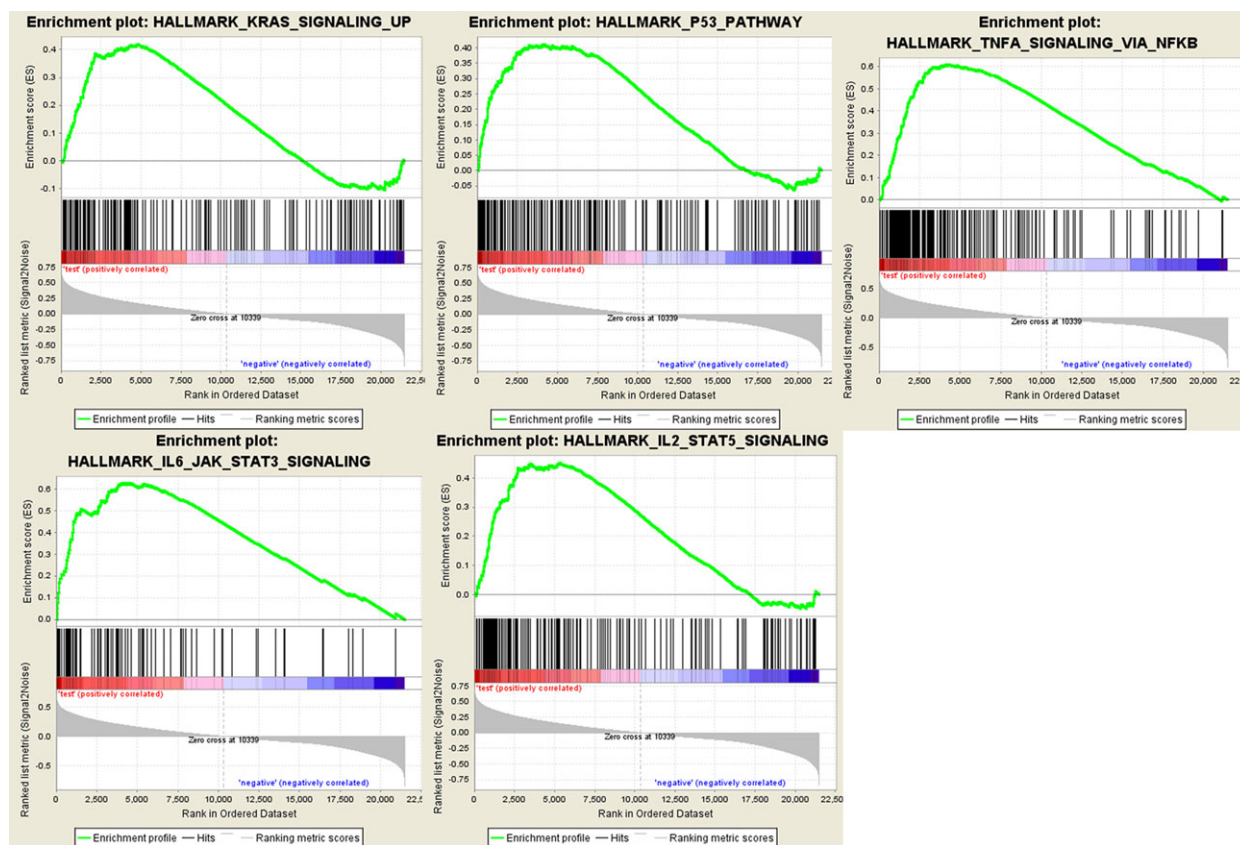 Enrichment plot: HALLMARK_KRAS_SIGNALING_UP
Enrichment score (ES)
0.4
0.3
0.2
0.1
0.0
-0.1
'test' (positively correlated)
Ranked list metric (Signal2Noise)
0.75
0.50
0.25
0.00
-0.25
-0.50
-0.75
Zero cross at 10339
'negative' (negatively correlated)
0 2,500 5,000 7,500 10,000 12,500 15,000 17,500 20,000 22,50
Rank in Ordered Dataset
Enrichment profile Hits Ranking metric scores
Enrichment plot: HALLMARK_P53_PATHWAY
Enrichment score (ES)
0.40
0.35
0.30
0.25
0.20
0.15
0.10
0.05
0.00
-0.05
'test' (positively correlated)
Ranked list metric (Signal2Noise)
0.75
0.50
0.25
0.00
-0.25
-0.50
-0.75
Zero cross at 10339
'negative' (negatively correlated)
0 2,500 5,000 7,500 10,000 12,500 15,000 17,500 20,000 22,5
Rank in Ordered Dataset
Enrichment profile Hits Ranking metric scores
Enrichment plot:
HALLMARK_TNFA_SIGNALING_VIA_NFKB
Enrichment score (ES)
0.6
0.5
0.4
0.3
0.2
0.1
0.0
'test' (positively correlated)
Ranked list metric (Signal2Noise)
0.5
0.0
-0.5
Zero cross at 10339
'negative' (negatively correlated)
0 2,500 5,000 7,500 10,000 12,500 15,000 17,500 20,000 22,5
Rank in Ordered Dataset
Enrichment profile Hits Ranking metric scores
Enrichment plot:
HALLMARK_IL6_JAK_STAT3_SIGNALING
Enrichment score (ES)
0.6
0.5
0.4
0.3
0.2
0.1
0.0
'test' (positively correlated)
Ranked list metric (Signal2Noise)
0.5
0.0
-0.5
Zero cross at 10339
'negative' (negatively correlated)
0 2,500 5,000 7,500 10,000 12,500 15,000 17,500 20,000 22,5
Rank in Ordered Dataset
Enrichment profile Hits Ranking metric scores
Enrichment plot: HALLMARK_IL2_STAT5_SIGNALING
Enrichment score (ES)
0.4
0.3
0.2
0.1
0.0
'test' (positively correlated)
Ranked list metric (Signal2Noise)
0.75
0.50
0.25
0.00
-0.25
-0.50
-0.75
Zero cross at 10339
'negative' (negatively correlated)
0 2,500 5,000 7,500 10,000 12,500 15,000 17,500 20,000 22,5
Rank in Ordered Dataset
Enrichment profile Hits Ranking metric scores